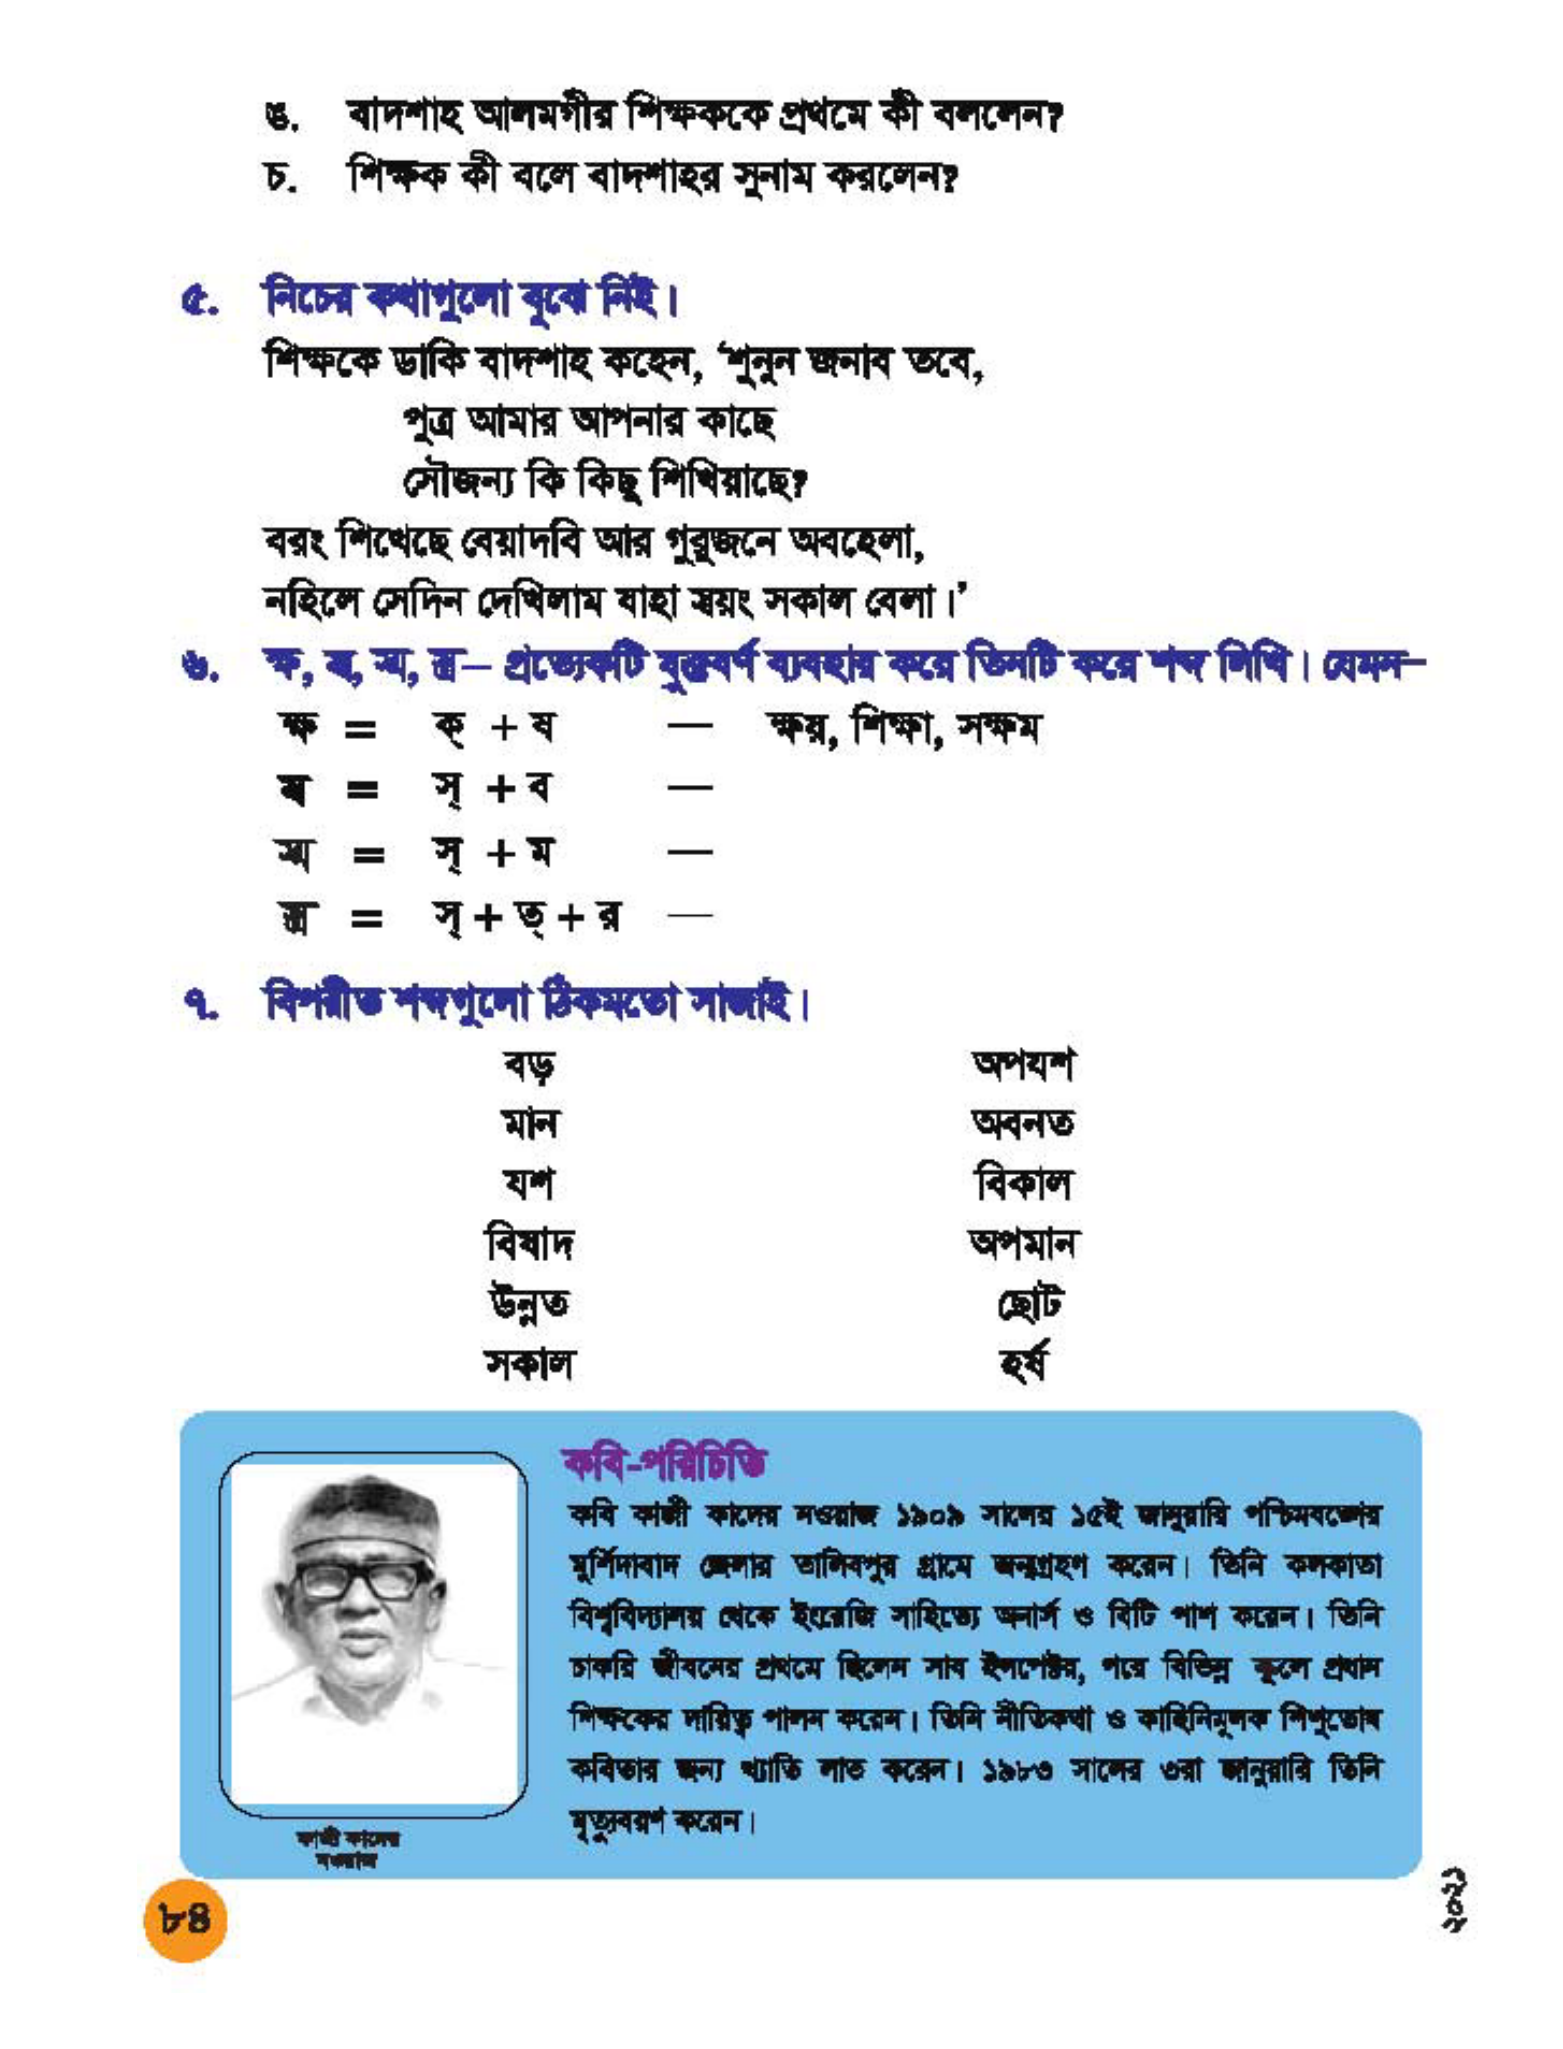 ঙ. বাদশাহ আলমগীর শিক্ষককে প্রথমে কী বললেন?
চ. শিক্ষক কী বলে বাদশাহর সুনাম করলেন?
৫. নিচের কথাগুলো বুঝে নিই।
শিক্ষকে ডাকি বাদশাহ কহেন, ‘শুনুন জনাব তবে,
পুত্র আমার আপনার কাছে
সৌজন্য কি কিছু শিখিয়াছে?
বরং শিখেছে বেয়াদবি আর গুরুজনে অবহেলা,
নহিলে সেদিন দেখিলাম যাহা স্বয়ং সকাল বেলা।’
৬. ক্ষ, স্ব, স্ম, স্ত্র– প্রত্যেকটি যুক্তবর্ণ ব্যবহার করে তিনটি করে শব্দ লিখি। যেমন–
ক্ষ = ক্ + ষ — ক্ষয়, শিক্ষা, সক্ষম
স্ব = স্ + ব —
স্ম = স্ + ম —
স্ত্র = স্ + ত্ + র —
৭. বিপরীত শব্দগুলো ঠিকমতো সাজাই।
বড় অপযশ
মান অবনত
যশ বিকাল
বিষাদ অপমান
উন্নত ছোট
সকাল হর্ষ
কবি-পরিচিতি
কবি কাজী কাদের নওয়াজ ১৯০৯ সালের ১৫ই জানুয়ারি পশ্চিমবঙ্গের
মুর্শিদাবাদ জেলার তালিবপুর গ্রামে জন্মগ্রহণ করেন। তিনি কলকাতা
বিশ্ববিদ্যালয় থেকে ইংরেজি সাহিত্যে অনার্স ও বিটি পাশ করেন। তিনি
চাকরি জীবনের প্রথমে ছিলেন সাব ইন্সপেক্টর, পরে বিভিন্ন স্কুলে প্রধান
শিক্ষকের দায়িত্ব পালন করেন। তিনি নীতিকথা ও কাহিনিমূলক শিশুতোষ
কবিতার জন্য খ্যাতি লাভ করেন। ১৯৮৩ সালের ৩রা জানুয়ারি তিনি
মৃত্যুবরণ করেন।
কাজী কাদের
নওয়াজ
৮৪